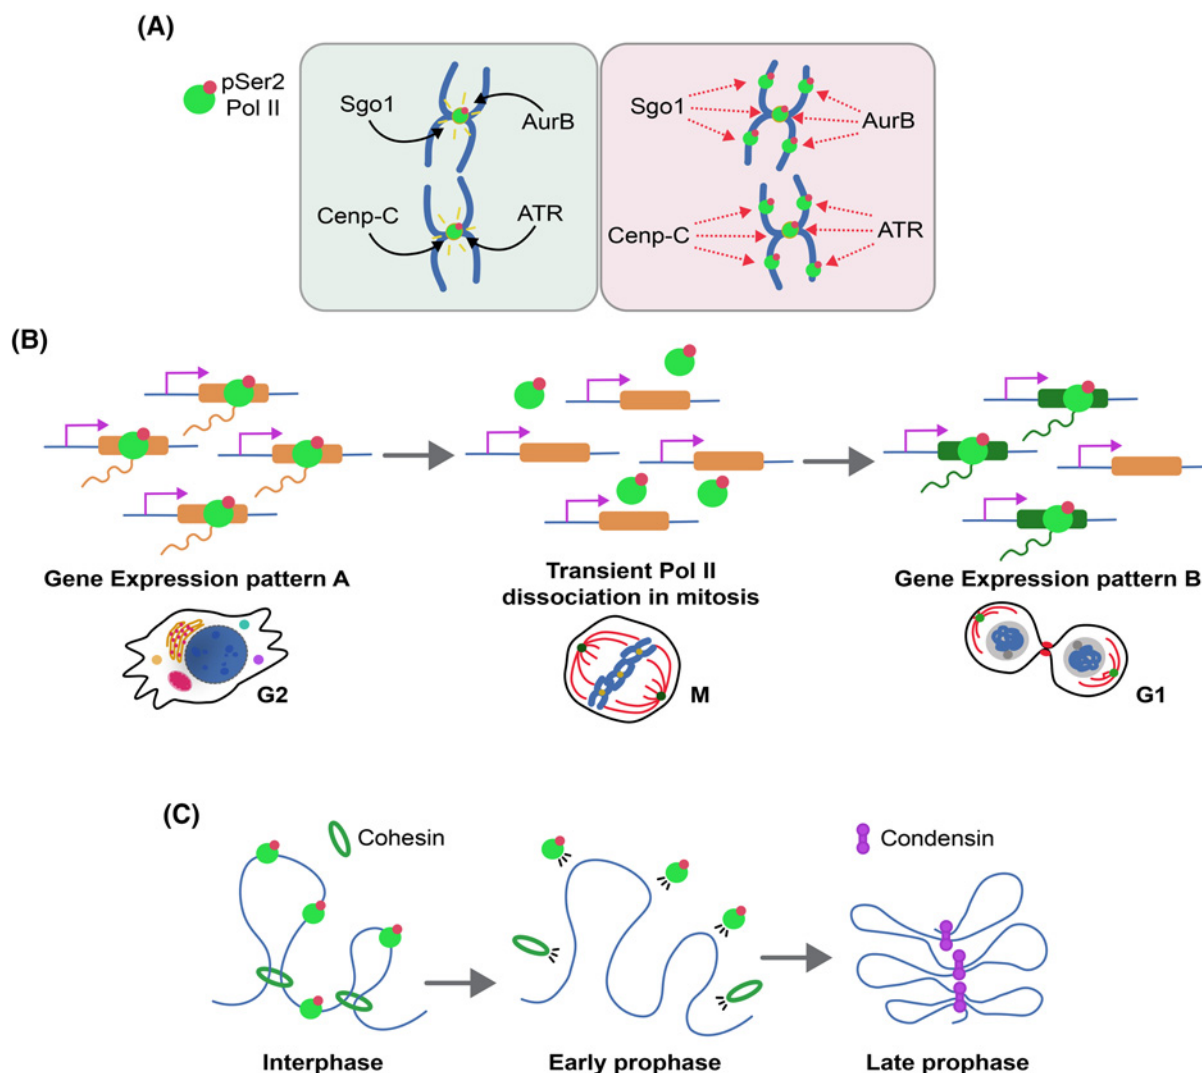 (A)
pSer2
Pol II
Sgo1
AurB
Cenp-C
ATR
Sgo1
AurB
Cenp-C
ATR
(B)
Gene Expression pattern A
Transient Pol II
dissociation in mitosis
Gene Expression pattern B
G2
M
G1
(C)
Cohesin
Condensin
Interphase
Early prophase
Late prophase